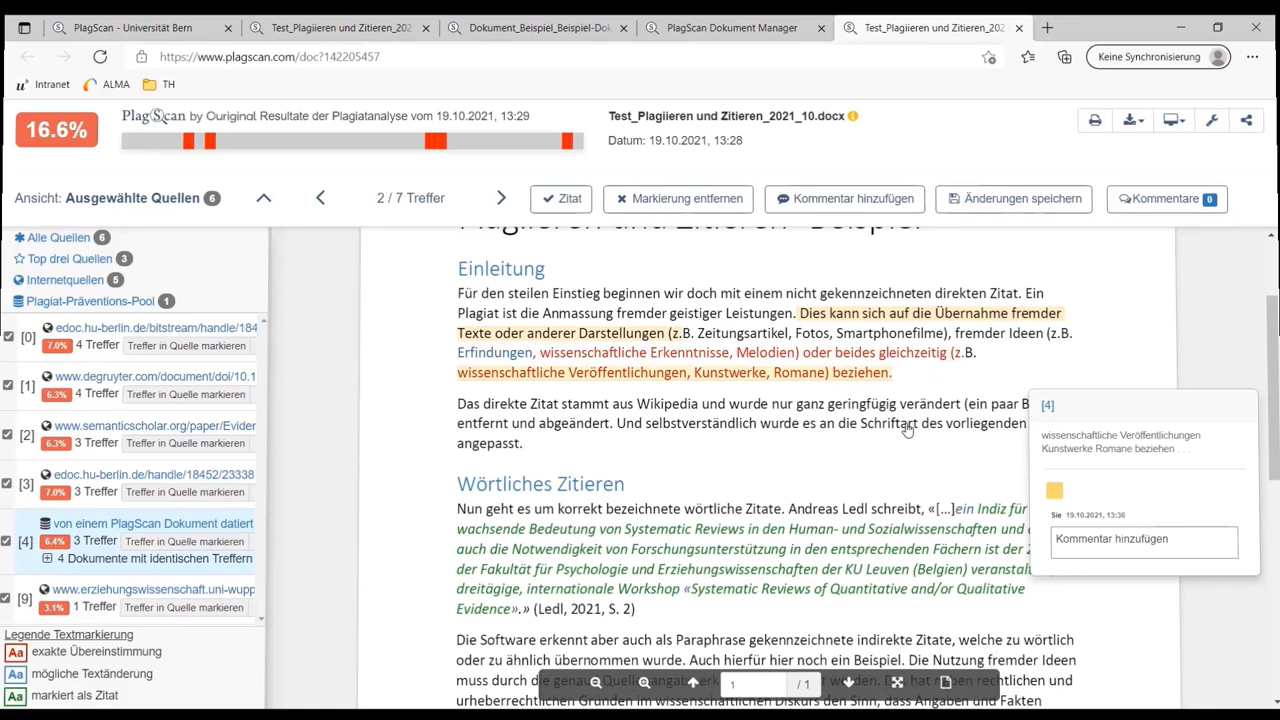 PlagScan - Universität Bern
Test_Plagiieren und Zitieren_202
Dokument_Beispiel_Beispiel-Dok
PlagScan Dokument Manager
Test_Plagiieren und Zitieren_202
https://www.plagscan.com/doc?142205457
Keine Synchronisierung
Intranet
ALMA
TH
16.6%
PlagScan by Ouriginal Resultate der Plagiatanalyse vom 19.10.2021, 13:29
Test_Plagiieren und Zitieren_2021_10.docx
Datum: 19.10.2021, 13:28
Ansicht: Ausgewählte Quellen 6
2 / 7 Treffer
Zitat
Markierung entfernen
Kommentar hinzufügen
Änderungen speichern
Kommentare 0
Alle Quellen 6
Top drei Quellen 3
Internetquellen 5
Plagiat-Präventions-Pool 1
[0] edoc.hu-berlin.de/bitstream/handle/184
7.0% 4 Treffer Treffer in Quelle markieren
[1] www.degruyter.com/document/doi/10.1
6.3% 4 Treffer Treffer in Quelle markieren
[2] www.semanticscholar.org/paper/Evider
6.3% 3 Treffer Treffer in Quelle markieren
[3] edoc.hu-berlin.de/handle/18452/23338
7.0% 3 Treffer Treffer in Quelle markieren
[4] von einem PlagScan Dokument datiert
6.4% 3 Treffer Treffer in Quelle markieren
4 Dokumente mit identischen Treffern
[9] www.erziehungswissenschaft.uni-wupp
3.1% 1 Treffer Treffer in Quelle markieren
Legende Textmarkierung
Aa exakte Übereinstimmung
Aa mögliche Textänderung
Aa markiert als Zitat
Plagiieren und Zitieren - Beispiel
Einleitung
Für den steilen Einstieg beginnen wir doch mit einem nicht gekennzeichneten direkten Zitat. Ein
Plagiat ist die Anmassung fremder geistiger Leistungen. Dies kann sich auf die Übernahme fremder
Texte oder anderer Darstellungen (z.B. Zeitungsartikel, Fotos, Smartphonefilme), fremder Ideen (z.B.
Erfindungen, wissenschaftliche Erkenntnisse, Melodien) oder beides gleichzeitig (z.B.
wissenschaftliche Veröffentlichungen, Kunstwerke, Romane) beziehen.
Das direkte Zitat stammt aus Wikipedia und wurde nur ganz geringfügig verändert (ein paar B
entfernt und abgeändert. Und selbstverständlich wurde es an die Schriftart des vorliegenden
angepasst.
Wörtliches Zitieren
Nun geht es um korrekt bezeichnete wörtliche Zitate. Andreas Ledl schreibt, «[...]ein Indiz für
wachsende Bedeutung von Systematic Reviews in den Human- und Sozialwissenschaften und
auch die Notwendigkeit von Forschungsunterstützung in den entsprechenden Fächern ist der
der Fakultät für Psychologie und Erziehungswissenschaften der KU Leuven (Belgien) veranstal
dreitägige, internationale Workshop «Systematic Reviews of Quantitative and/or Qualitative
Evidence».» (Ledl, 2021, S. 2)
Die Software erkennt aber auch als Paraphrase gekennzeichnete indirekte Zitate, welche zu wörtlich
oder zu ähnlich übernommen wurde. Auch hierfür hier noch ein Beispiel. Die Nutzung fremder Ideen
muss durch die genaue Quellenangabe werden. Das hat neben rechtlichen und
urheberrechtlichen Gründen im wissenschaftlichen Diskurs den Sinn, dass Angaben und Fakten
[4]
wissenschaftliche Veröffentlichungen
Kunstwerke Romane beziehen . . .
Sie 19.10.2021, 13:36
Kommentar hinzufügen
1 / 1